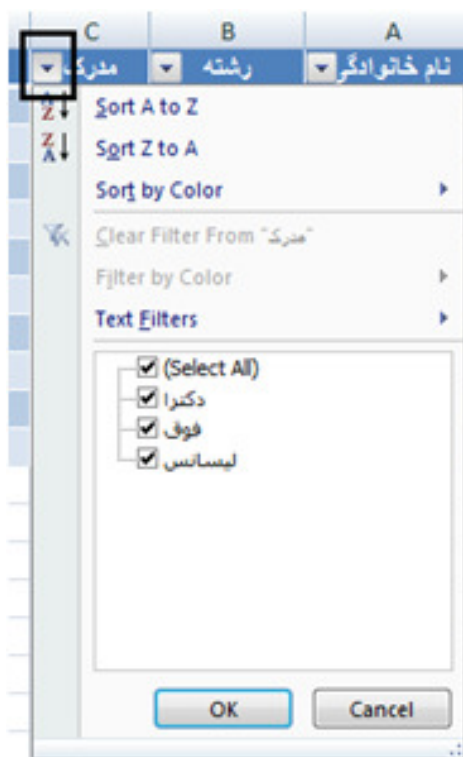 C B A
نام خانوادگی رشته مدرک
Sort A to Z
Sort Z to A
Sort by Color
Clear Filter From "مدرک"
Filter by Color
Text Filters
(Select All)
دکترا
فوق
لیسانس
OK Cancel